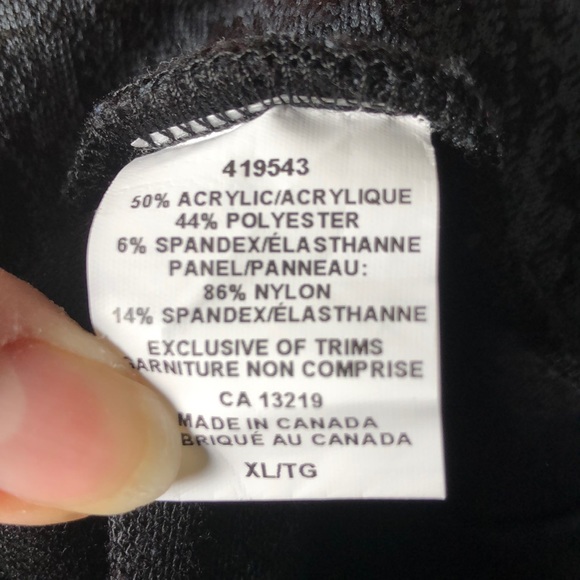 419543
50% ACRYLIC/ACRYLIQUE
44% POLYESTER
6% SPANDEX/ÉLASTHANNE
PANEL/PANNEAU:
86% NYLON
14% SPANDEX/ÉLASTHANNE
EXCLUSIVE OF TRIMS
GARNITURE NON COMPRISE
CA 13219
MADE IN CANADA
BRIQUÉ AU CANADA
XL/TG